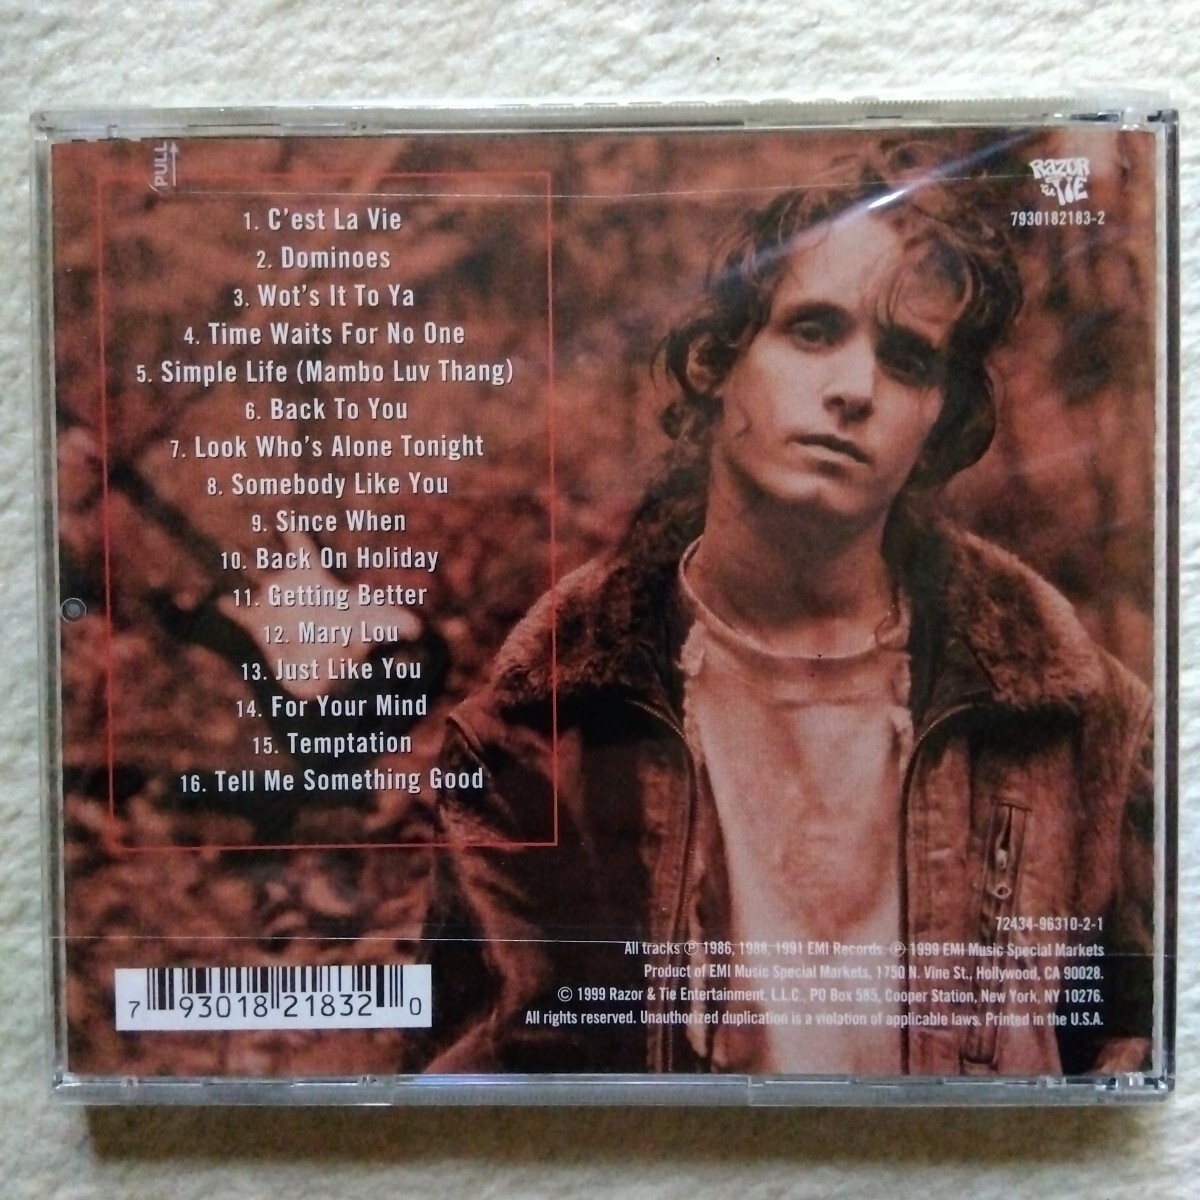 PULL
RAZOR
& TIE
7930182183-2
1. C'est La Vie
2. Dominoes
3. Wot's It To Ya
4. Time Waits For No One
5. Simple Life (Mambo Luv Thang)
6. Back To You
7. Look Who's Alone Tonight
8. Somebody Like You
9. Since When
10. Back On Holiday
11. Getting Better
12. Mary Lou
13. Just Like You
14. For Your Mind
15. Temptation
16. Tell Me Something Good
72434-96310-2-1
All tracks ℗ 1986, 1988, 1991 EMI Records. ℗ 1999 EMI Music Special Markets
Product of EMI Music Special Markets, 1750 N. Vine St., Hollywood, CA 90028.
© 1999 Razor & Tie Entertainment, L.L.C., PO Box 585, Cooper Station, New York, NY 10276.
All rights reserved. Unauthorized duplication is a violation of applicable laws. Printed in the U.S.A.
7 93018 21832 0